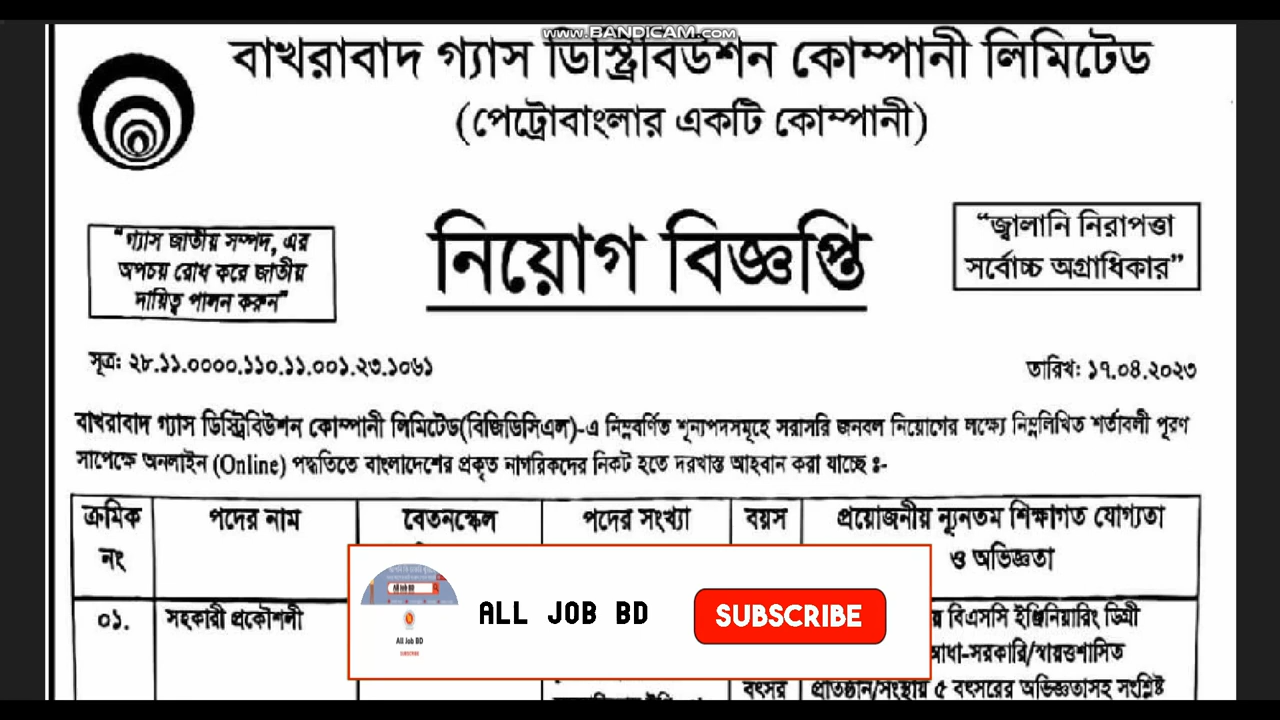 www.BANDICAM.com
বাখরাবাদ গ্যাস ডিস্ট্রিবিউশন কোম্পানী লিমিটেড
(পেট্রোবাংলার একটি কোম্পানী)
"গ্যাস জাতীয় সম্পদ, এর
অপচয় রোধ করে জাতীয়
দায়িত্ব পালন করুন"
নিয়োগ বিজ্ঞপ্তি
"জ্বালানি নিরাপত্তা
সর্বোচ্চ অগ্রাধিকার"
সূত্র: ২৮.১১.০০০০.১১০.১১.০০১.২৩.১০৬১
তারিখ: ১৭.০৪.২০২৩
বাখরাবাদ গ্যাস ডিস্ট্রিবিউশন কোম্পানী লিমিটেড(বিজিডিসিএল)-এ নিম্নবর্ণিত শূন্যপদসমূহে সরাসরি জনবল নিয়োগের লক্ষ্যে নিম্নলিখিত শর্তাবলী পূরণ
সাপেক্ষে অনলাইন (Online) পদ্ধতিতে বাংলাদেশের প্রকৃত নাগরিকদের নিকট হতে দরখাস্ত আহবান করা যাচ্ছে ঃ-
ক্রমিক নং
পদের নাম
বেতনস্কেল
পদের সংখ্যা
বয়স
প্রয়োজনীয় ন্যূনতম শিক্ষাগত যোগ্যতা
ও অভিজ্ঞতা
০১.
সহকারী প্রকৌশলী
বিএসসি ইঞ্জিনিয়ারিং ডিগ্রী
আধা-সরকারি/স্বায়ত্তশাসিত
বৎসর
প্রতিষ্ঠান/সংস্থায় ৫ বৎসরের অভিজ্ঞতাসহ সংশ্লিষ্ট
All Job BD
All Job BD
SUBSCRIBE
ALL JOB BD
SUBSCRIBE